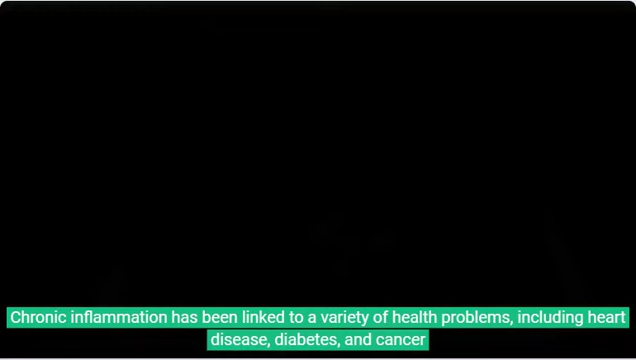 Chronic inflammation has been linked to a variety of health problems, including heart
disease, diabetes, and cancer